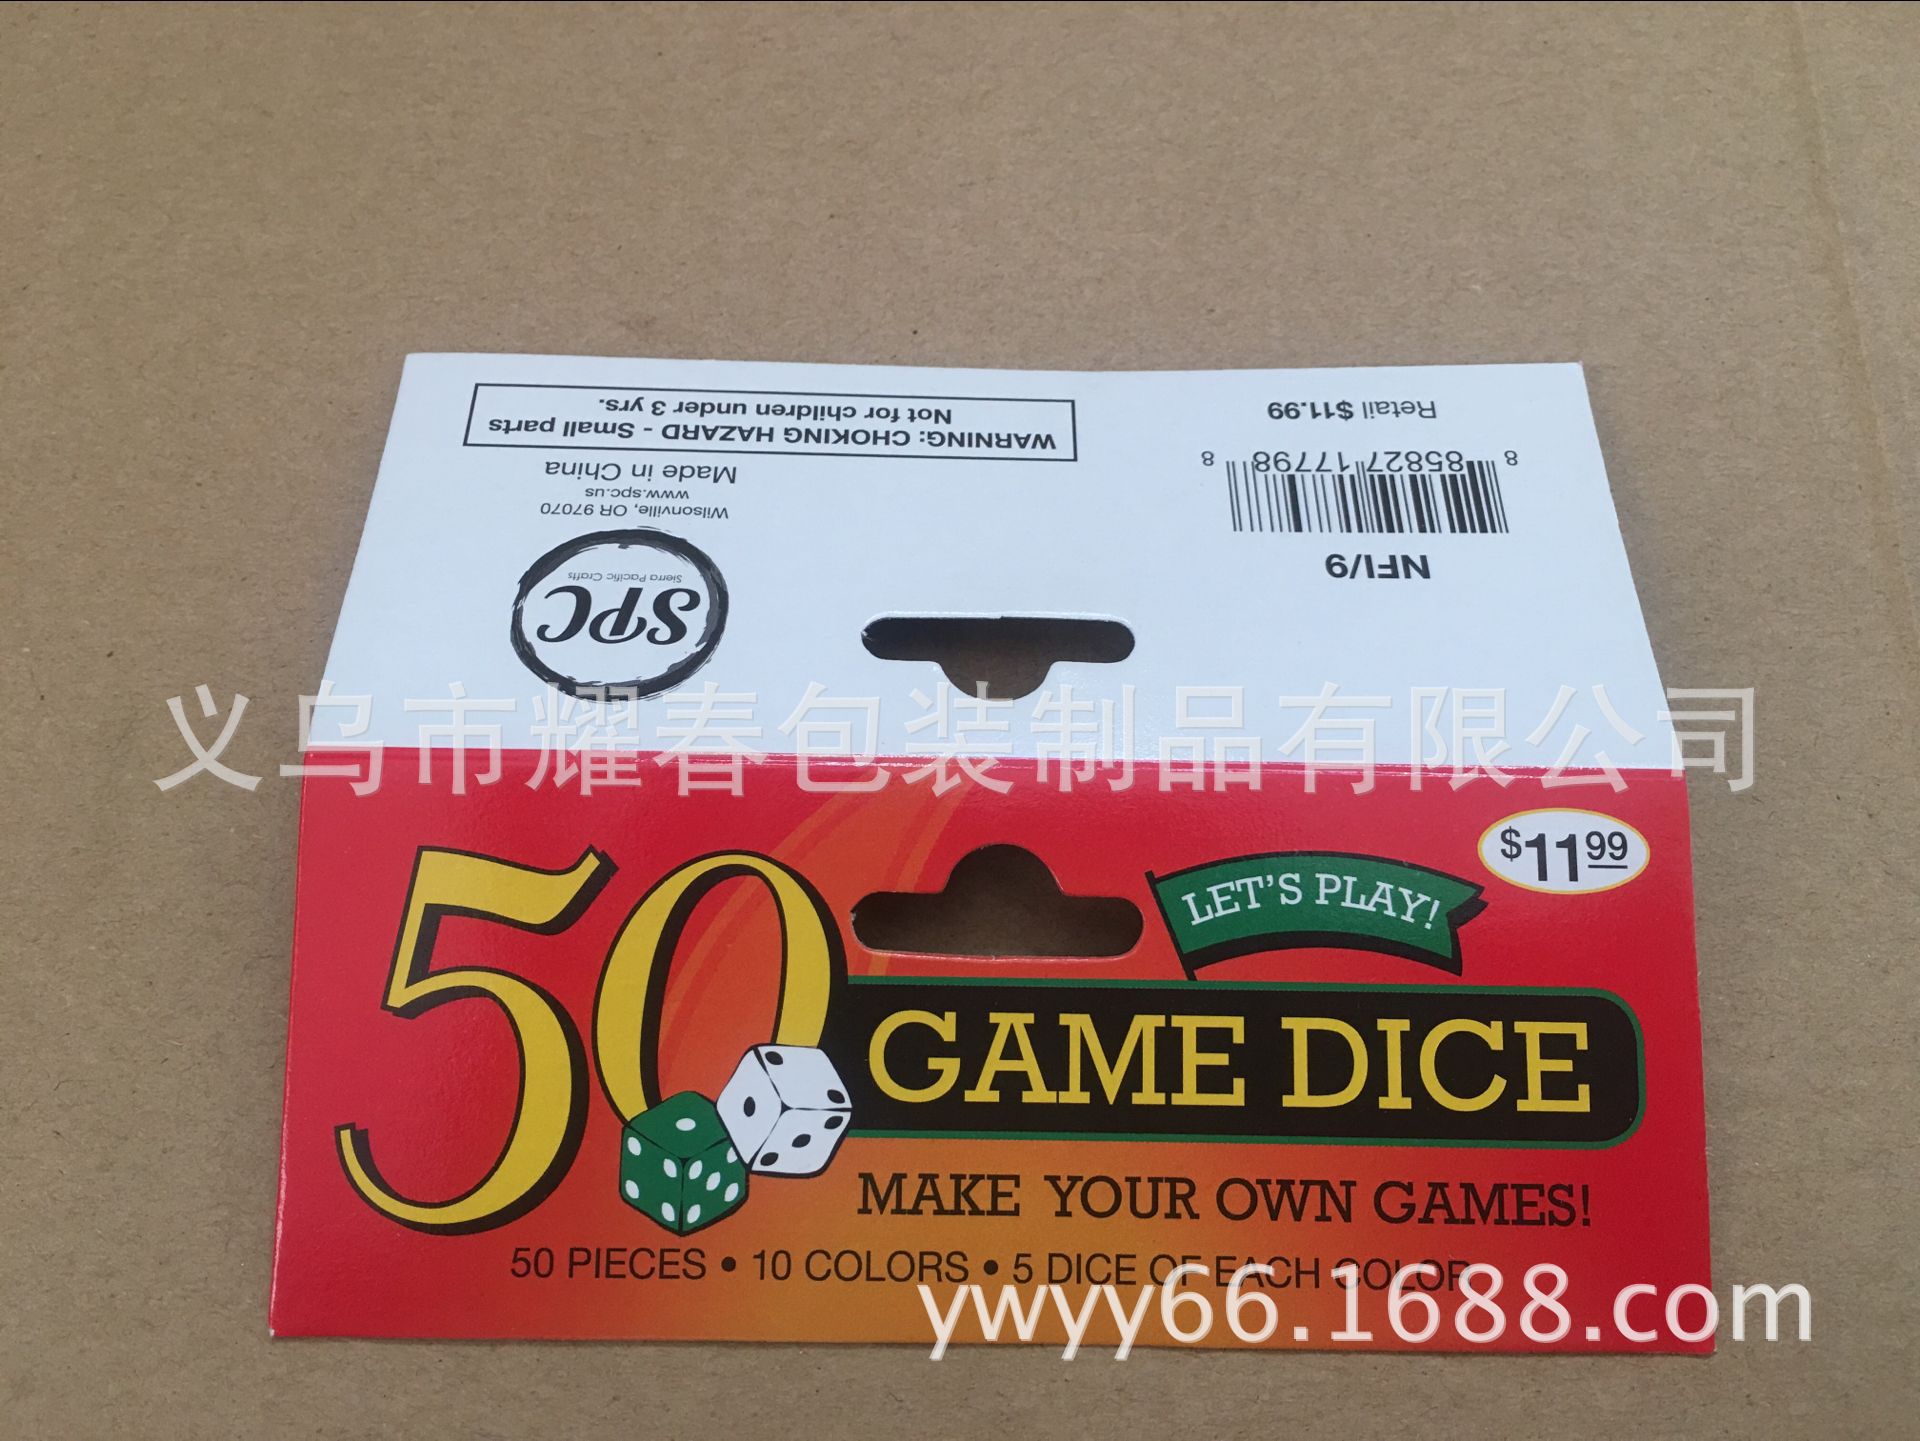 WARNING: CHOKING HAZARD - Small parts
Not for children under 3 yrs.
Made in China
www.spc.us
Wilsonville, OR 97070
Sierra Pacific Crafts
SPC
Retail $11.99
8 85827 17798 8
NFI/9
义乌市耀春包装制品有限公司
$11.99
LET'S PLAY!
50
GAME DICE
MAKE YOUR OWN GAMES!
50 PIECES • 10 COLORS • 5 DICE OF EACH COLOR
ywyy66.1688.com